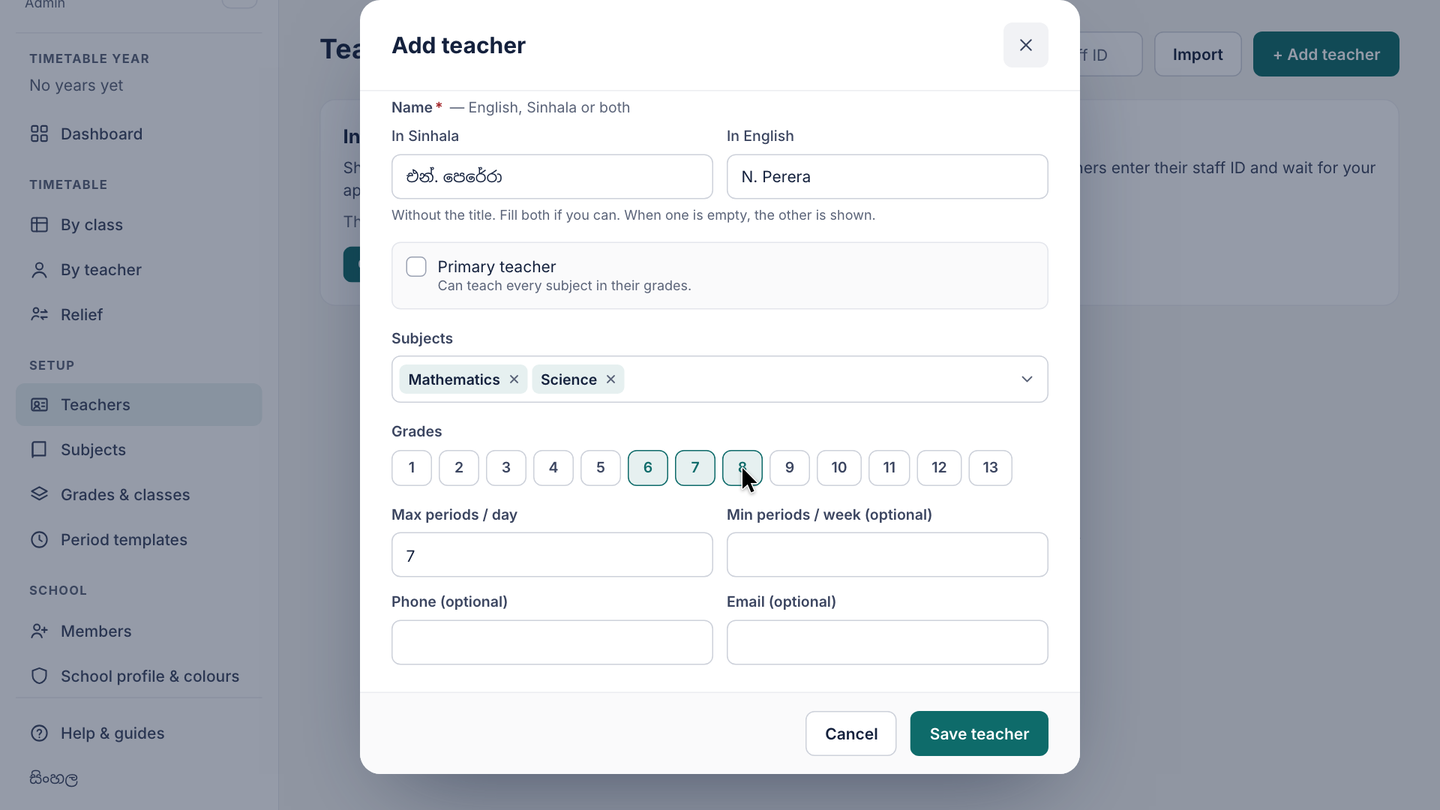 Admin
TIMETABLE YEAR
No years yet
Dashboard
TIMETABLE
By class
By teacher
Relief
SETUP
Teachers
Subjects
Grades & classes
Period templates
SCHOOL
Members
School profile & colours
Help & guides
සිංහල
Import
+ Add teacher
ID
hers enter their staff ID and wait for your
Add teacher
Name* — English, Sinhala or both
In Sinhala In English
එන්. පෙරේරා N. Perera
Without the title. Fill both if you can. When one is empty, the other is shown.
Primary teacher
Can teach every subject in their grades.
Subjects
Mathematics Science
Grades
1 2 3 4 5 6 7 8 9 10 11 12 13
Max periods / day Min periods / week (optional)
7
Phone (optional) Email (optional)
Cancel Save teacher